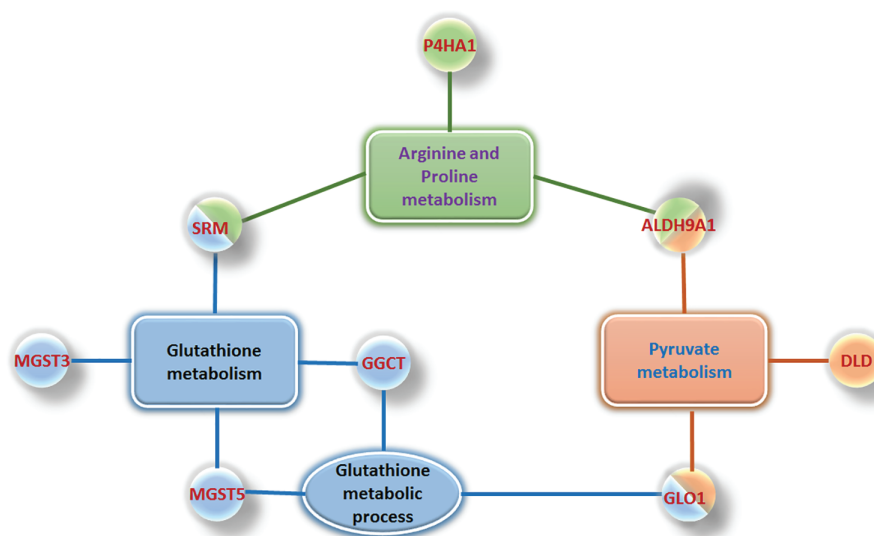 P4HA1
Arginine and
Proline
metabolism
SRM
ALDH9A1
MGST3
Glutathione
metabolism
GGCT
Pyruvate
metabolism
DLD
MGST5
Glutathione
metabolic
process
GLO1